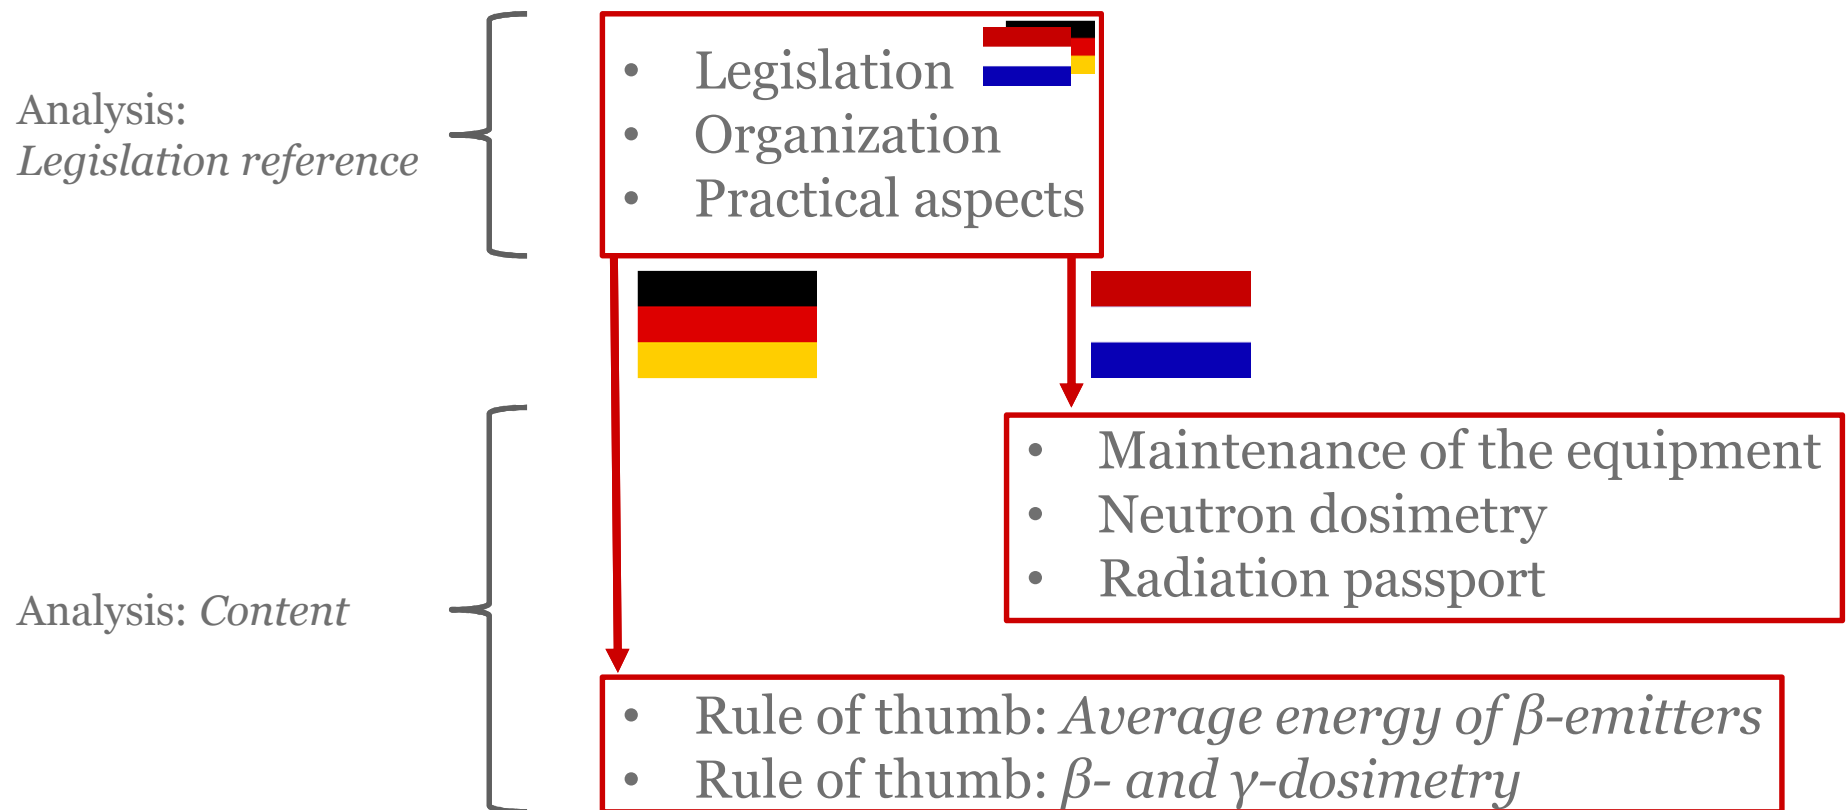 Analysis:
Legislation reference
• Legislation
• Organization
• Practical aspects
• Maintenance of the equipment
• Neutron dosimetry
• Radiation passport
Analysis: Content
• Rule of thumb: Average energy of β-emitters
• Rule of thumb: β- and γ-dosimetry